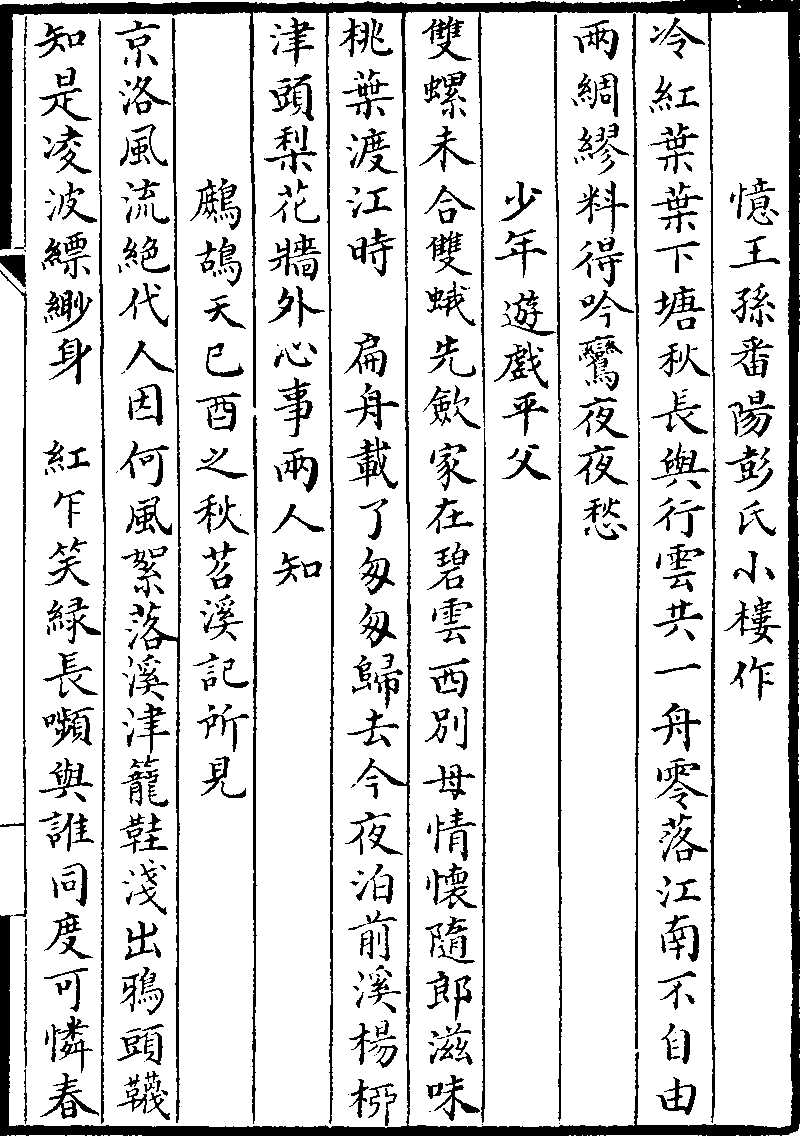 憶王孫番陽彭氏小樓作
冷紅葉葉下塘秋長與行雲共一舟零落江南不自由
兩綢繆料得吟鸞夜夜愁
少年遊戲平父
雙螺未合雙蛾先歛家在碧雲西別母情懷隨郎滋味
桃葉渡江時　扁舟載了匆匆歸去今夜泊前溪楊柳
津頭梨花牆外心事兩人知
鷓鴣天已酉之秋苕溪記所見
京洛風流絕代人因何風絮落溪津籠鞋淺出鴉頭韈
知是凌波縹緲身　紅乍笑緑長嚬與誰同度可憐春